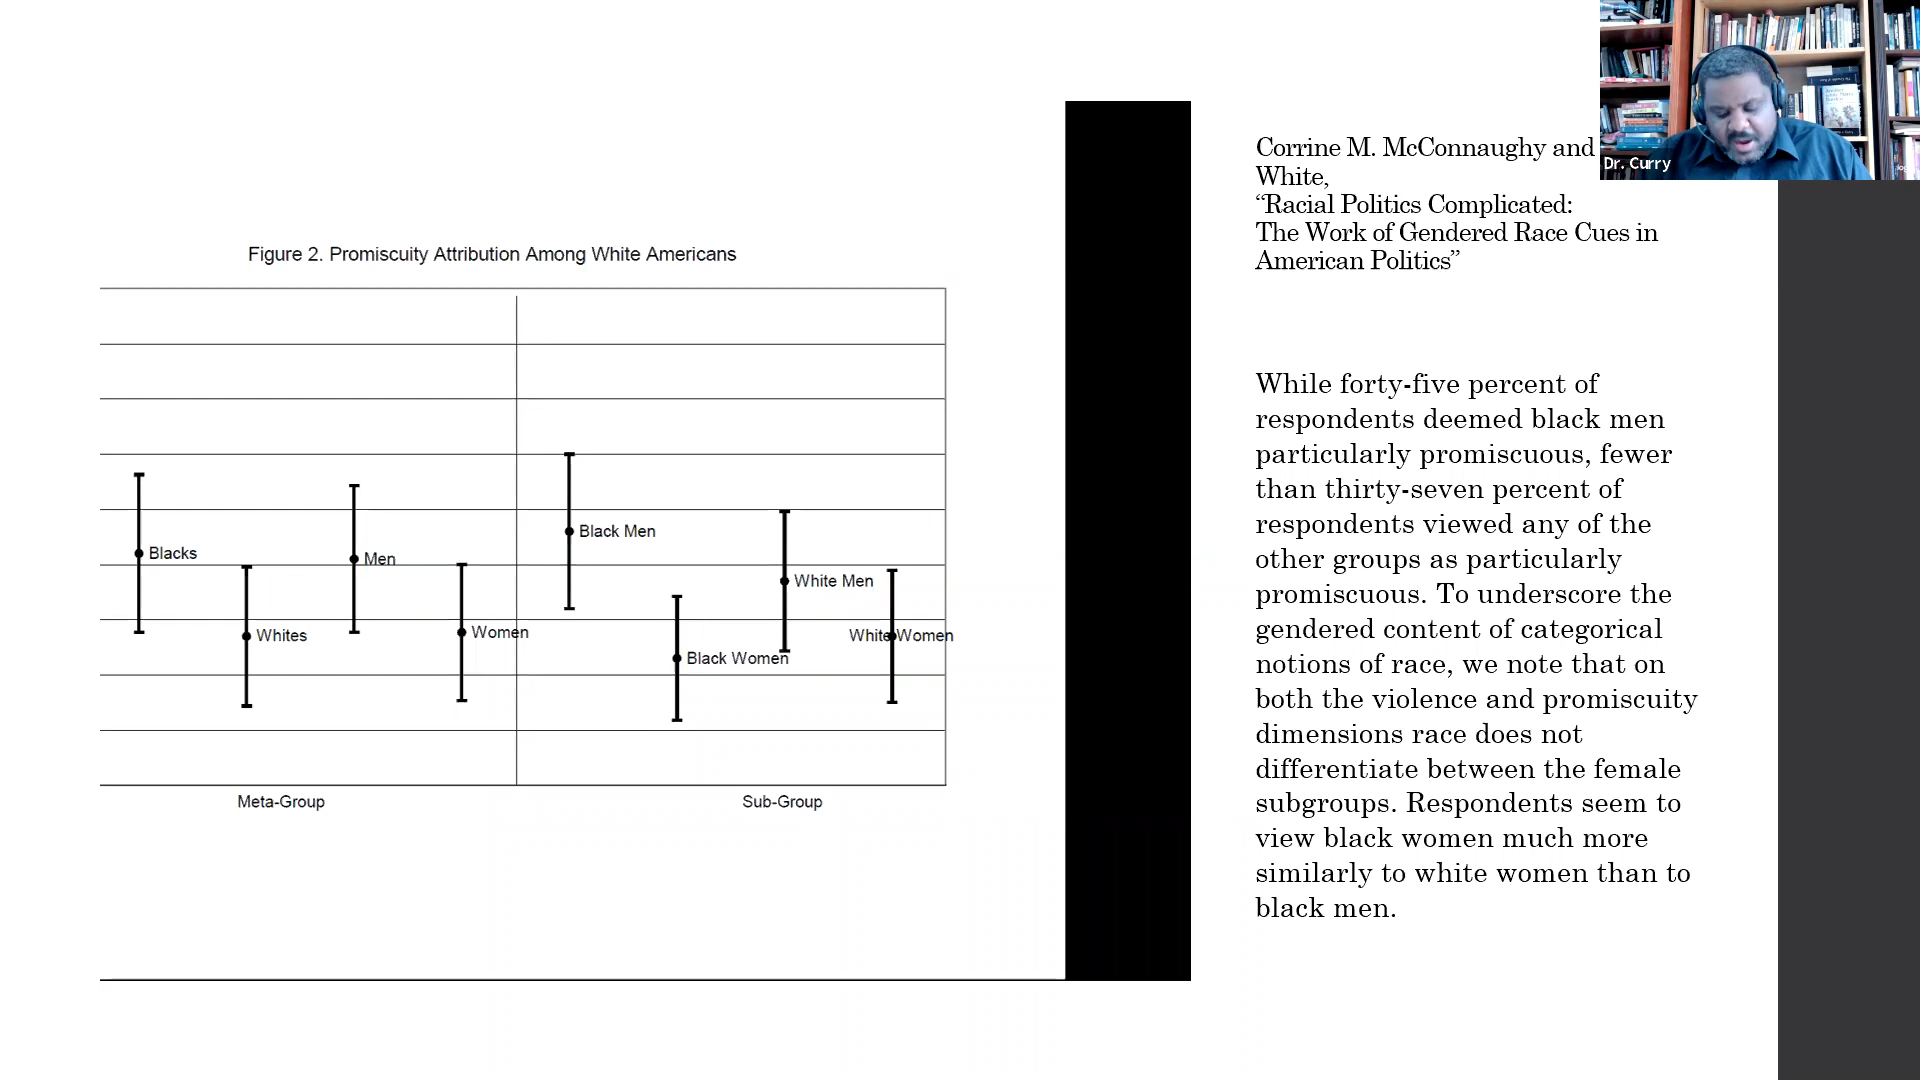 Dr. Curry
Corrine M. McConnaughy and
White,
“Racial Politics Complicated:
The Work of Gendered Race Cues in
American Politics”
Figure 2. Promiscuity Attribution Among White Americans
Black Men
Blacks
Men
White Men
Whites
Women
White Women
Black Women
Meta-Group
Sub-Group
While forty-five percent of
respondents deemed black men
particularly promiscuous, fewer
than thirty-seven percent of
respondents viewed any of the
other groups as particularly
promiscuous. To underscore the
gendered content of categorical
notions of race, we note that on
both the violence and promiscuity
dimensions race does not
differentiate between the female
subgroups. Respondents seem to
view black women much more
similarly to white women than to
black men.